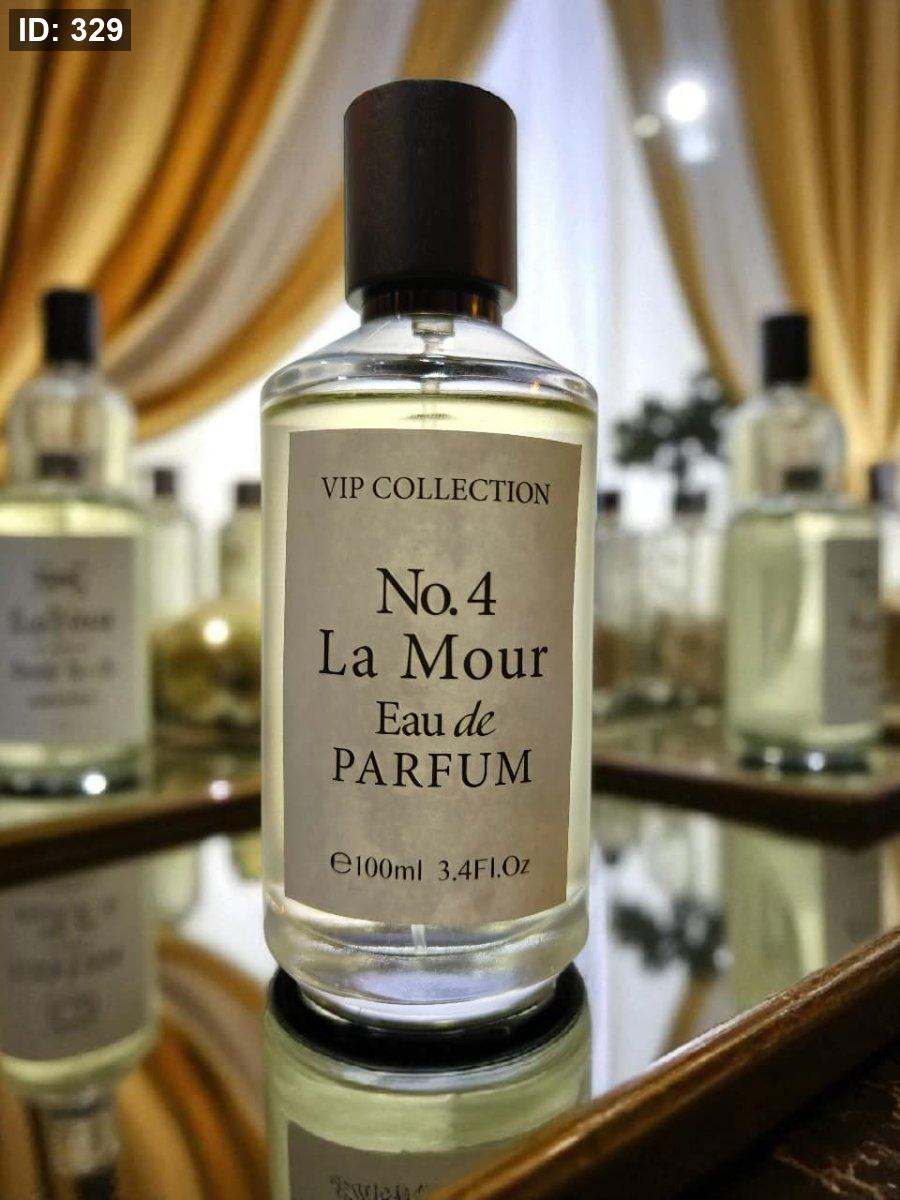 ID: 329
VIP COLLECTION
No. 4
La Mour
Eau de
PARFUM
℮100ml 3.4Fl.Oz